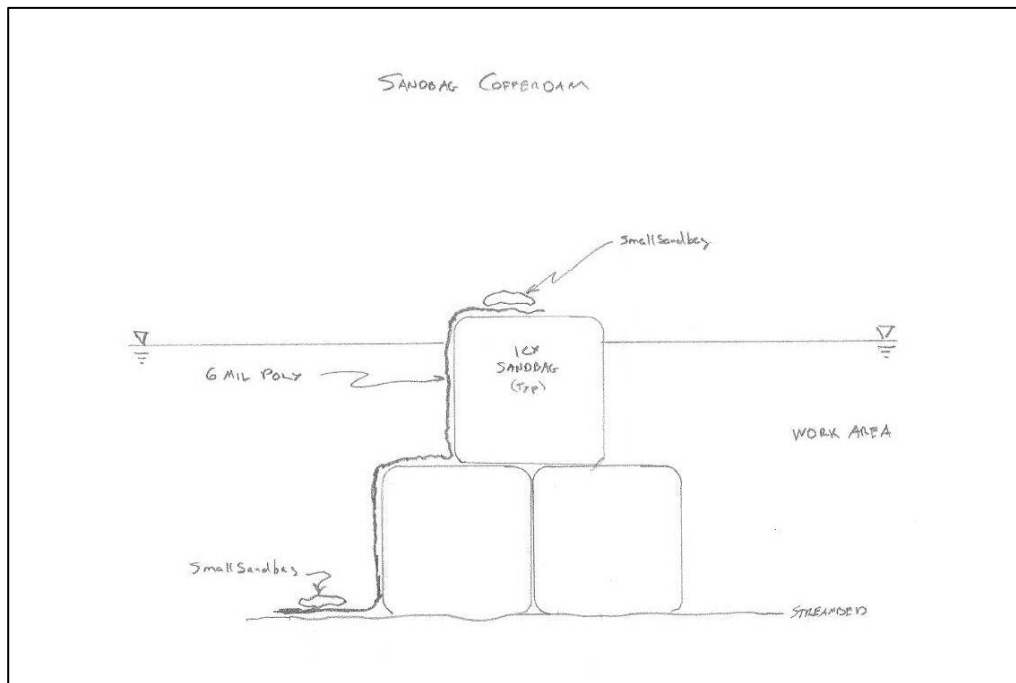 SANDBAG COFFERDAM
Small Sandbag
6 MIL POLY
1CY
SANDBAG
(TYP)
WORK AREA
Small Sandbag
STREAMBED